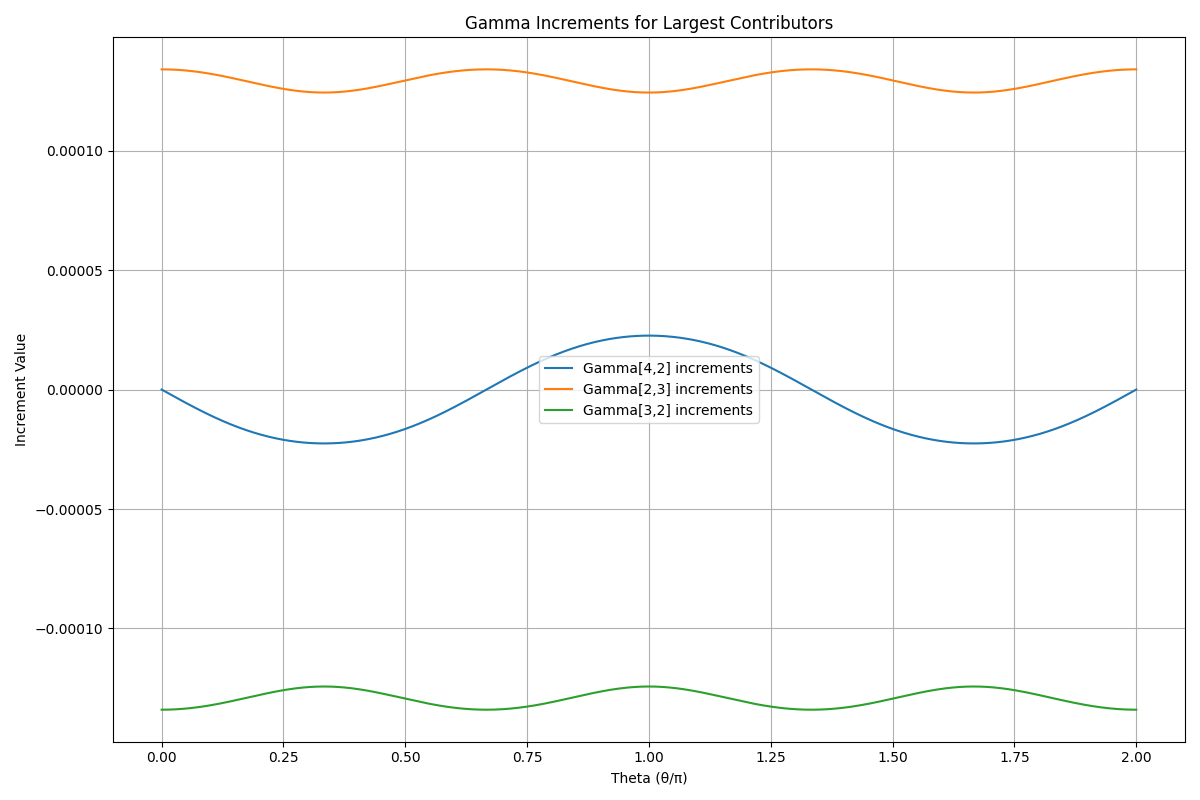 Gamma Increments for Largest Contributors
Increment Value
0.00010
0.00005
0.00000
−0.00005
−0.00010
Gamma[4,2] increments
Gamma[2,3] increments
Gamma[3,2] increments
0.00 0.25 0.50 0.75 1.00 1.25 1.50 1.75 2.00
Theta (θ/π)